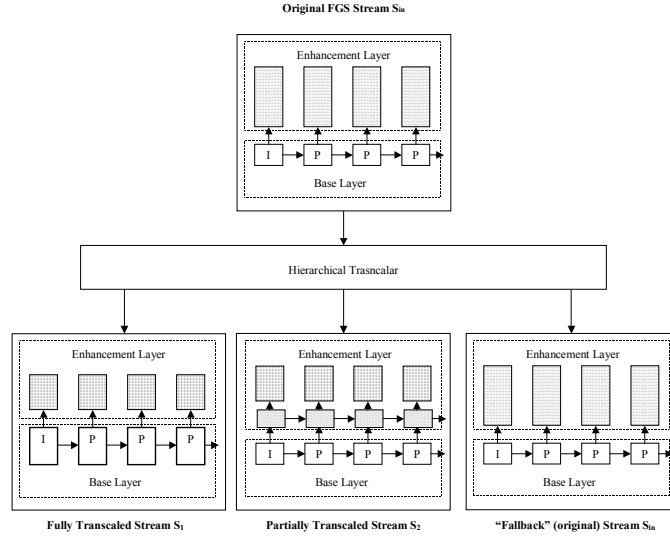 Original FGS Stream Sin
Enhancement Layer
I P P P
Base Layer
Hierarchical Trasncalar
Enhancement Layer
I P P P
Base Layer
Fully Transcaled Stream S1
Enhancement Layer
I P P P
Base Layer
Partially Transcaled Stream S2
Enhancement Layer
I P P P
Base Layer
“Fallback” (original) Stream Sin